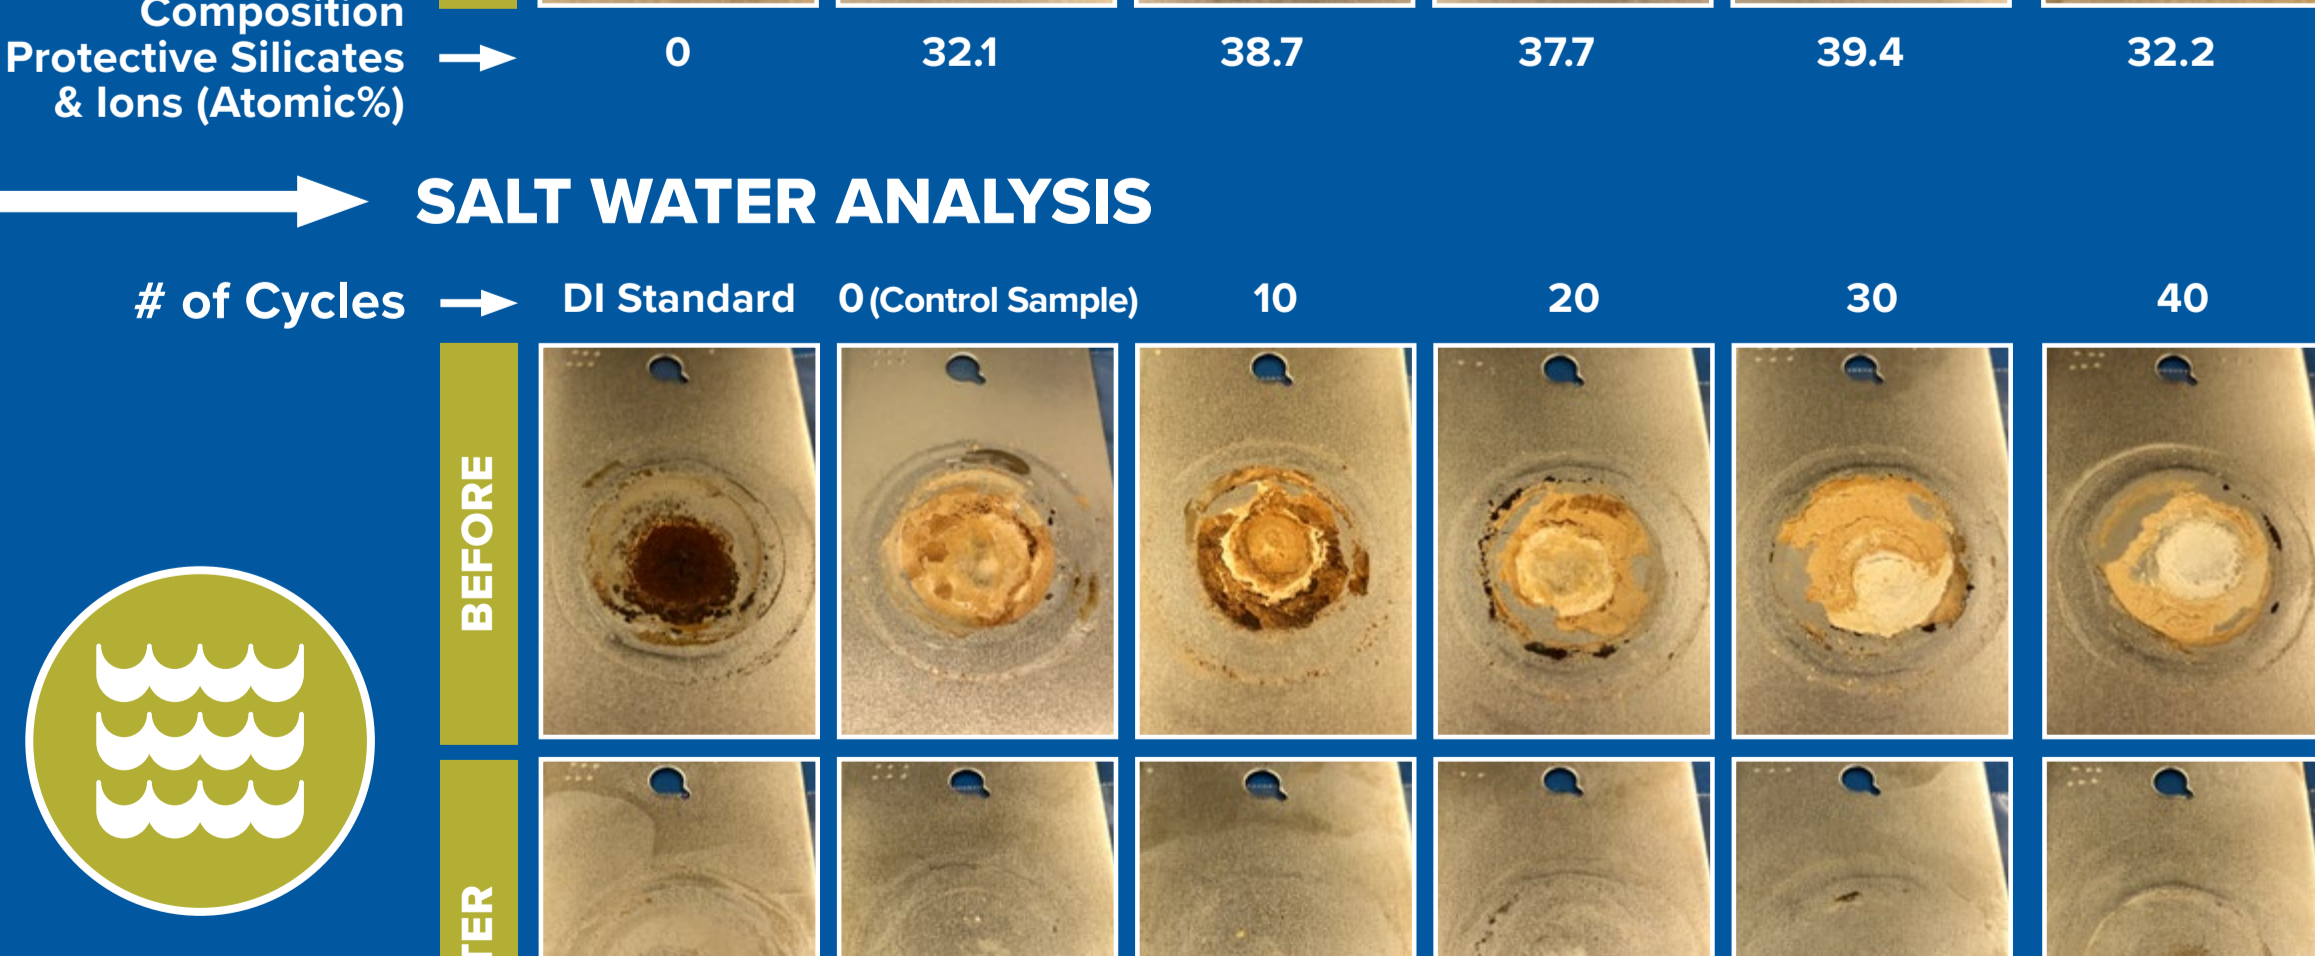 Composition
Protective Silicates
& Ions (Atomic%)
0 32.1 38.7 37.7 39.4 32.2
SALT WATER ANALYSIS
# of Cycles DI Standard 0 (Control Sample) 10 20 30 40
BEFORE
TER